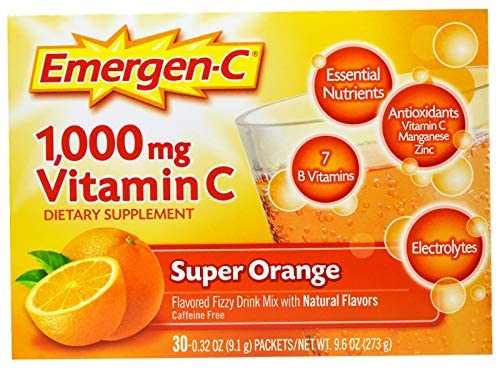 Emergen-C®
1,000 mg
Vitamin C
DIETARY SUPPLEMENT
Essential
Nutrients
Antioxidants
Vitamin C
Manganese
Zinc
7
B Vitamins
Electrolytes
Super Orange
Flavored Fizzy Drink Mix with Natural Flavors
Caffeine Free
30-0.32 OZ (9.1 g) PACKETS/NET WT. 9.6 OZ (273 g)